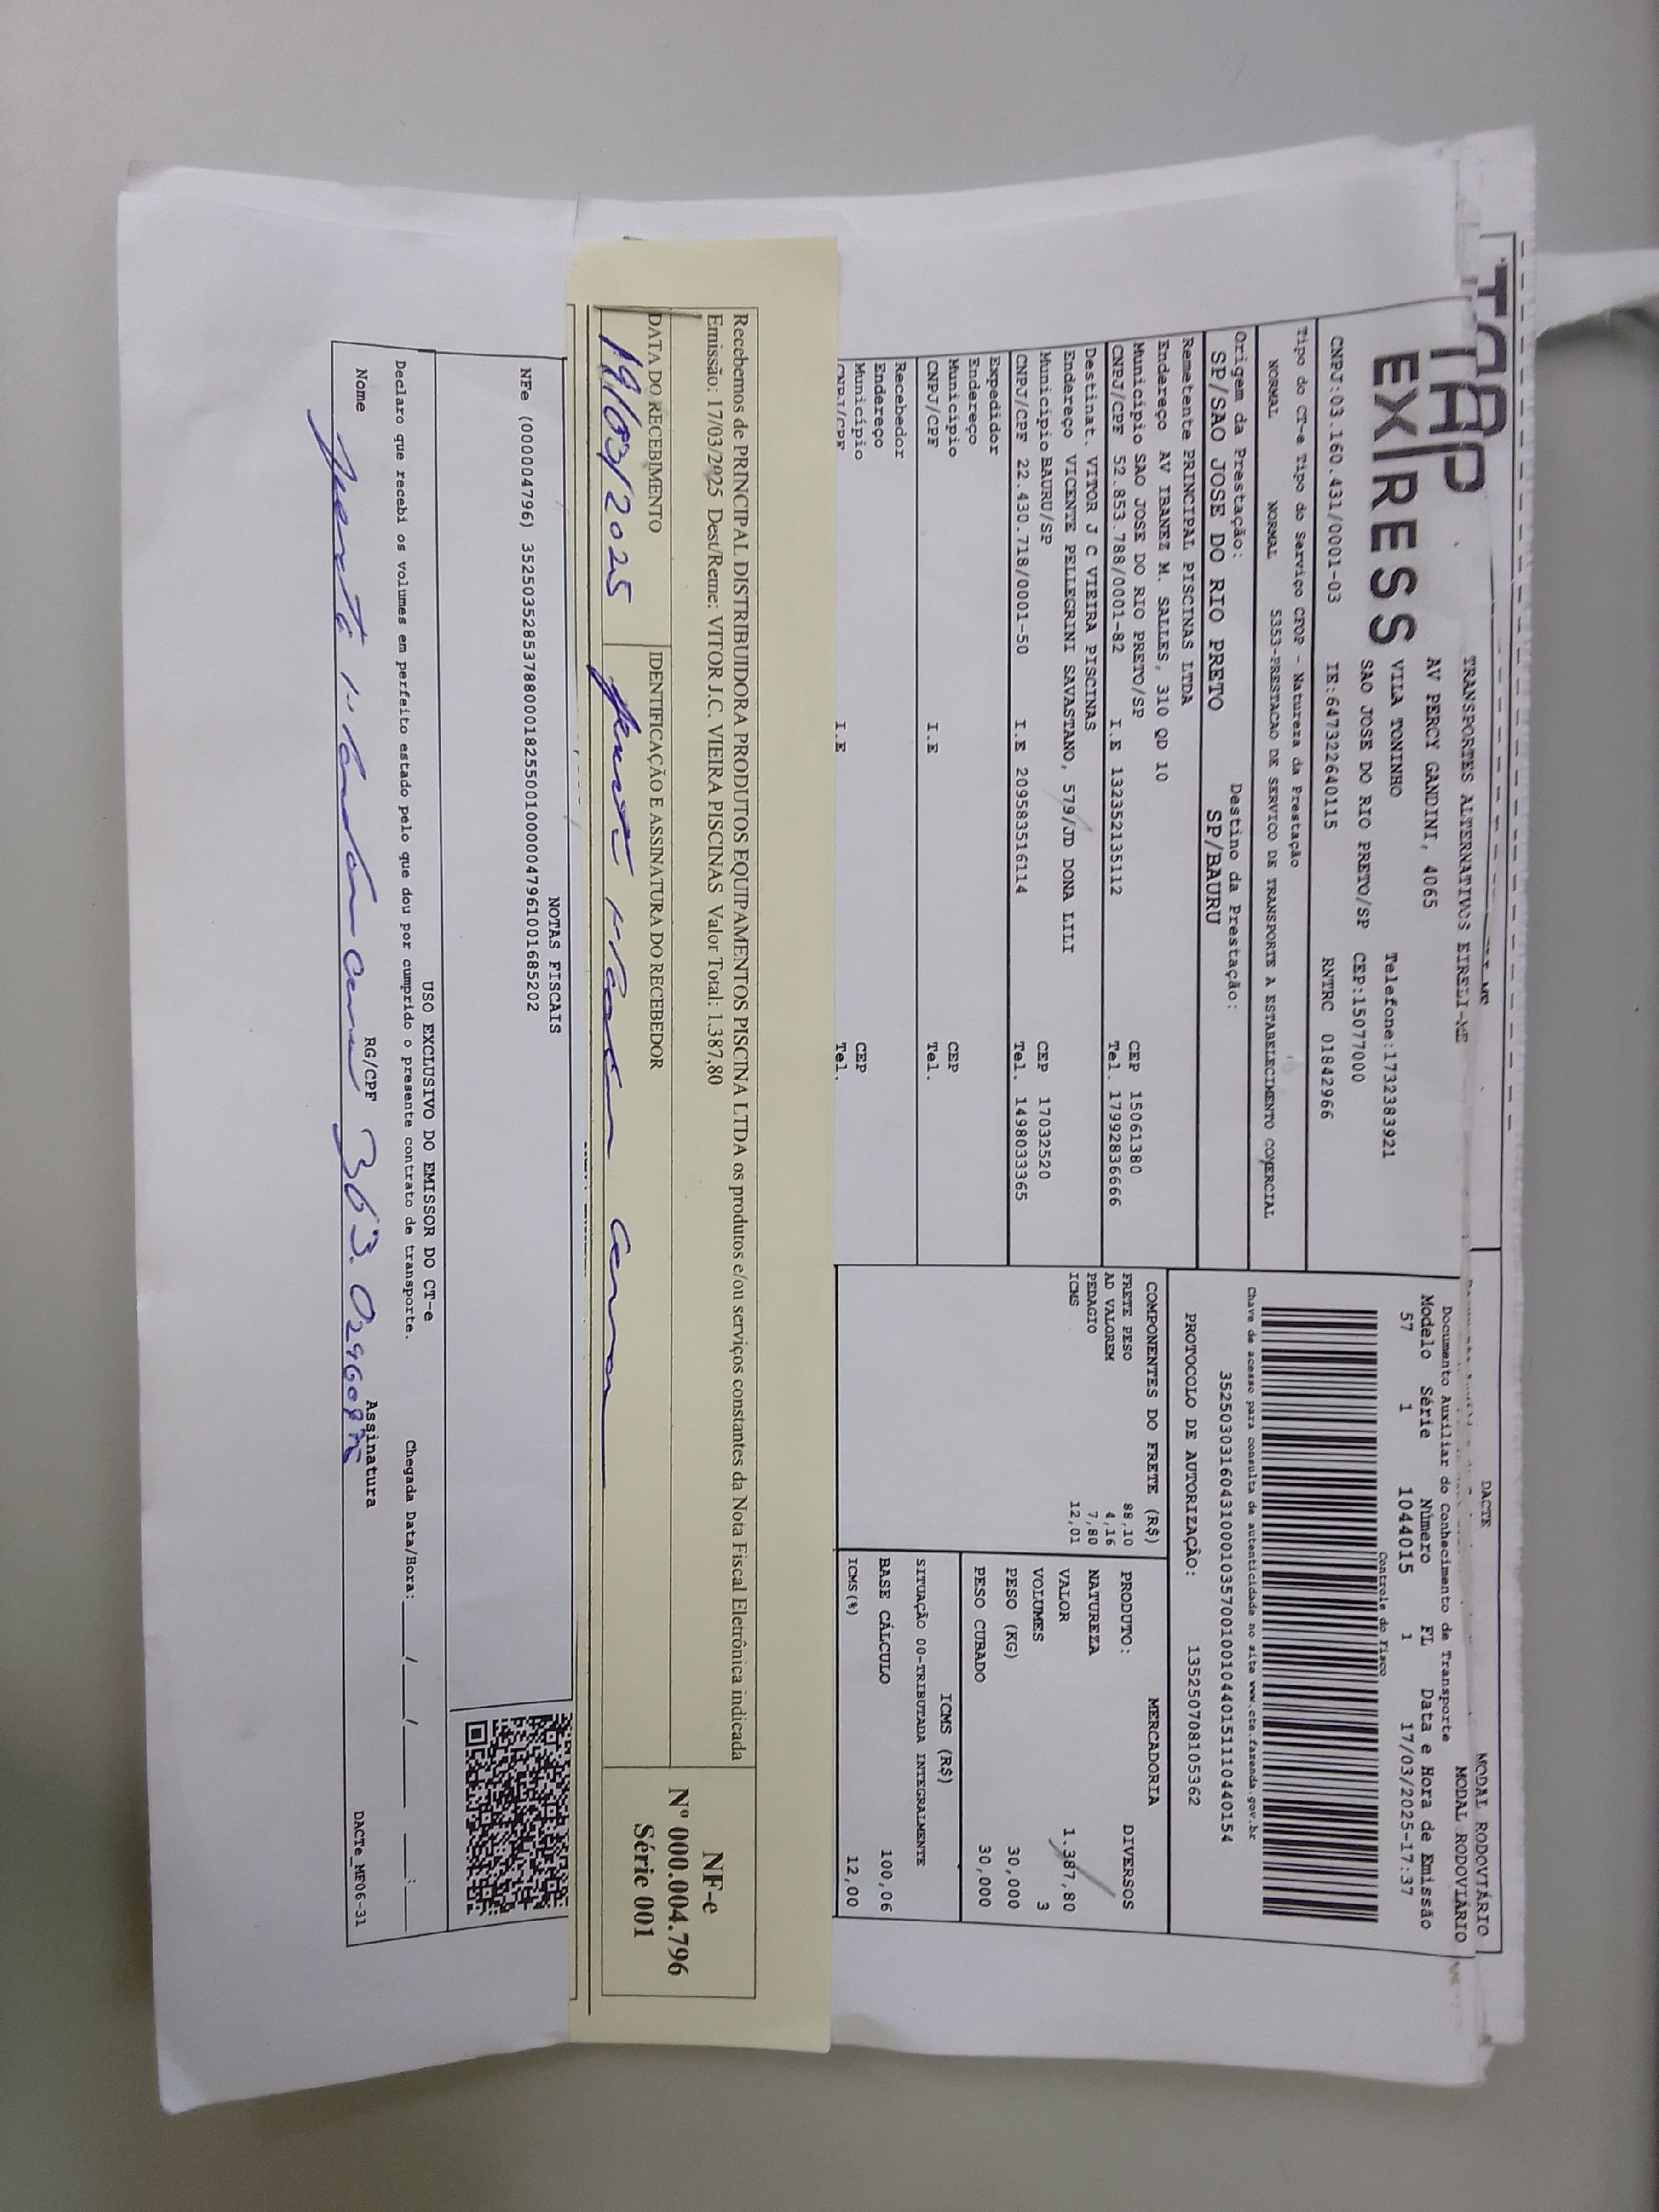 TAP
EXPRESS
TRANSPORTES ALTERNATIVOS EIRELI-ME
AV PERCY GANDINI, 4065
VILA TONINHO Telefone:1732383921
SAO JOSE DO RIO PRETO/SP CEP:15077000
CNPJ:03.160.431/0001-03 IE:647322640115 RNTRC 01842966
DACTE
MODAL RODOVIÁRIO
Documento Auxiliar do Conhecimento de Transporte
MODAL RODOVIÁRIO
Modelo Série Número FL Data e Hora de Emissão
57 1 1044015 1 17/03/2025-17:37
Controle do Fisco
Tipo do CT-e Tipo do Serviço CFOP - Natureza da Prestação
NORMAL NORMAL 5353-PRESTACAO DE SERVICO DE TRANSPORTE A ESTABELECIMENTO COMERCIAL
Chave de acesso para consulta de autenticidade no site www.cte.fazenda.gov.br
35250303160431000103570010010440151110440154
Origem da Prestação: Destino da Prestação:
SP/SAO JOSE DO RIO PRETO SP/BAURU
PROTOCOLO DE AUTORIZAÇÃO: 135250708105362
Remetente PRINCIPAL PISCINAS LTDA
Endereço AV IBANEZ M. SALLES, 310 QD 10
Município SAO JOSE DO RIO PRETO/SP CEP 15061380
CNPJ/CPF 52.853.788/0001-82 I.E 132352135112 Tel. 17992836666
Destinat. VITOR J C VIEIRA PISCINAS
Endereço VICENTE PELLEGRINI SAVASTANO, 579/JD DONA LILI
Município BAURU/SP CEP 17032520
CNPJ/CPF 22.430.718/0001-50 I.E 209583516114 Tel. 1498033365
Expedidor
Endereço
Município CEP
CNPJ/CPF I.E Tel.
Recebedor
Endereço
Município CEP
CNPJ/CPF I.E Tel.
COMPONENTES DO FRETE (R$)
FRETE PESO 88,10
AD VALOREM 4,16
PEDAGIO 7,80
ICMS 12,01
MERCADORIA
PRODUTO: DIVERSOS
NATUREZA
VALOR 1.387,80
VOLUMES 3
PESO (KG) 30,000
PESO CUBADO 30,000
ICMS (R$)
SITUAÇÃO 00-TRIBUTADA INTEGRALMENTE
BASE CÁLCULO 100,06
ICMS(%) 12,00
Recebemos de PRINCIPAL DISTRIBUIDORA PRODUTOS EQUIPAMENTOS PISCINA LTDA os produtos e/ou serviços constantes da Nota Fiscal Eletrônica indicada
Emissão: 17/03/2025 Dest/Reme: VITOR J.C. VIEIRA PISCINAS Valor Total: 1.387,80
DATA DO RECEBIMENTO IDENTIFICAÇÃO E ASSINATURA DO RECEBEDOR
19/03/2025
NF-e
Nº 000.004.796
Série 001
NOTAS FISCAIS
NFe (000004796) 35250352853788000182550010000047961001685202
USO EXCLUSIVO DO EMISSOR DO CT-e
Declaro que recebi os volumes em perfeito estado pelo que dou por cumprido o presente contrato de transporte. Chegada Data/Hora: ___/___/_____ ___:___
Nome RG/CPF 363. Assinatura
DACTe_MF06-31